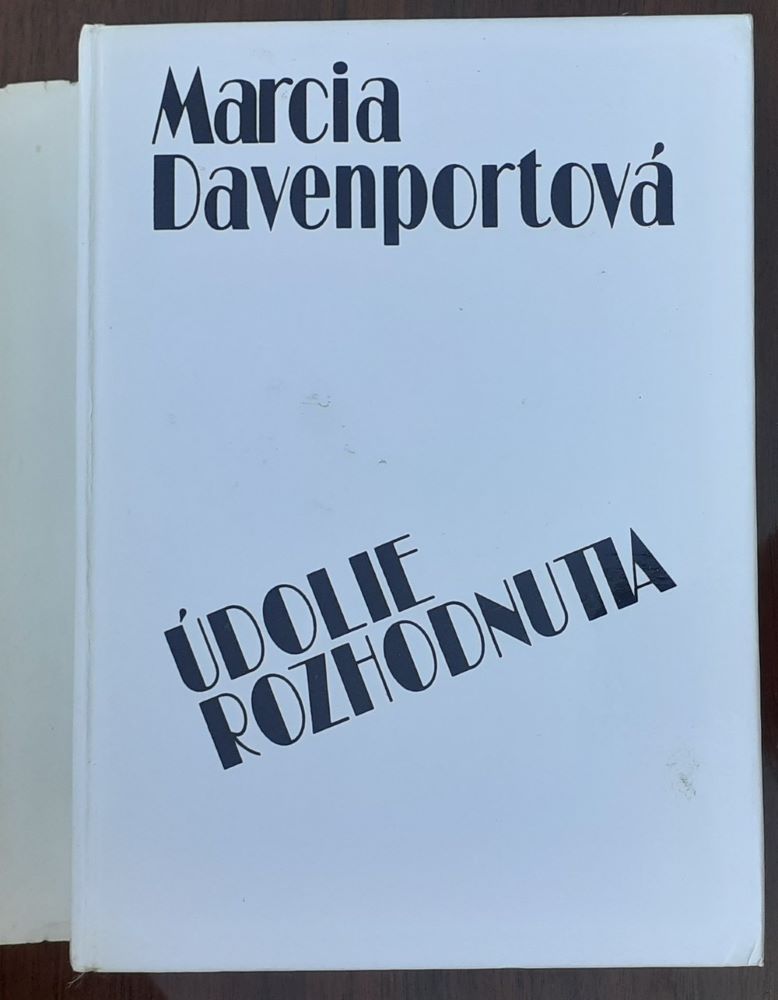 Marcia
Davenportová
ÚDOLIE
ROZHODNUTIA